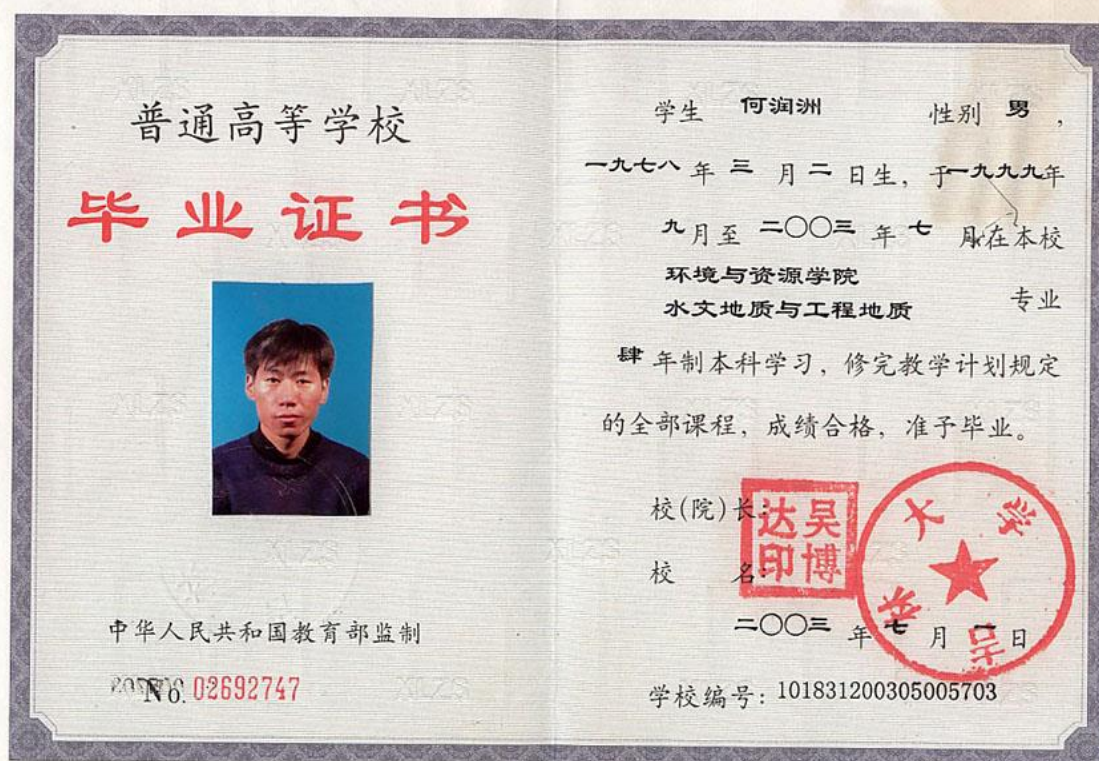 普通高等学校
毕业证书
中华人民共和国教育部监制
No. 02692747
学生 何润洲 性别 男，
一九七八年三月二日生，于一九九九年
九月至二〇〇三年七月在本校
环境与资源学院
水文地质与工程地质 专业
肆年制本科学习，修完教学计划规定
的全部课程，成绩合格，准予毕业。
校(院)长：
吴博达印
校 名：
吉林大学
二〇〇三年七月一日
学校编号：101831200305005703